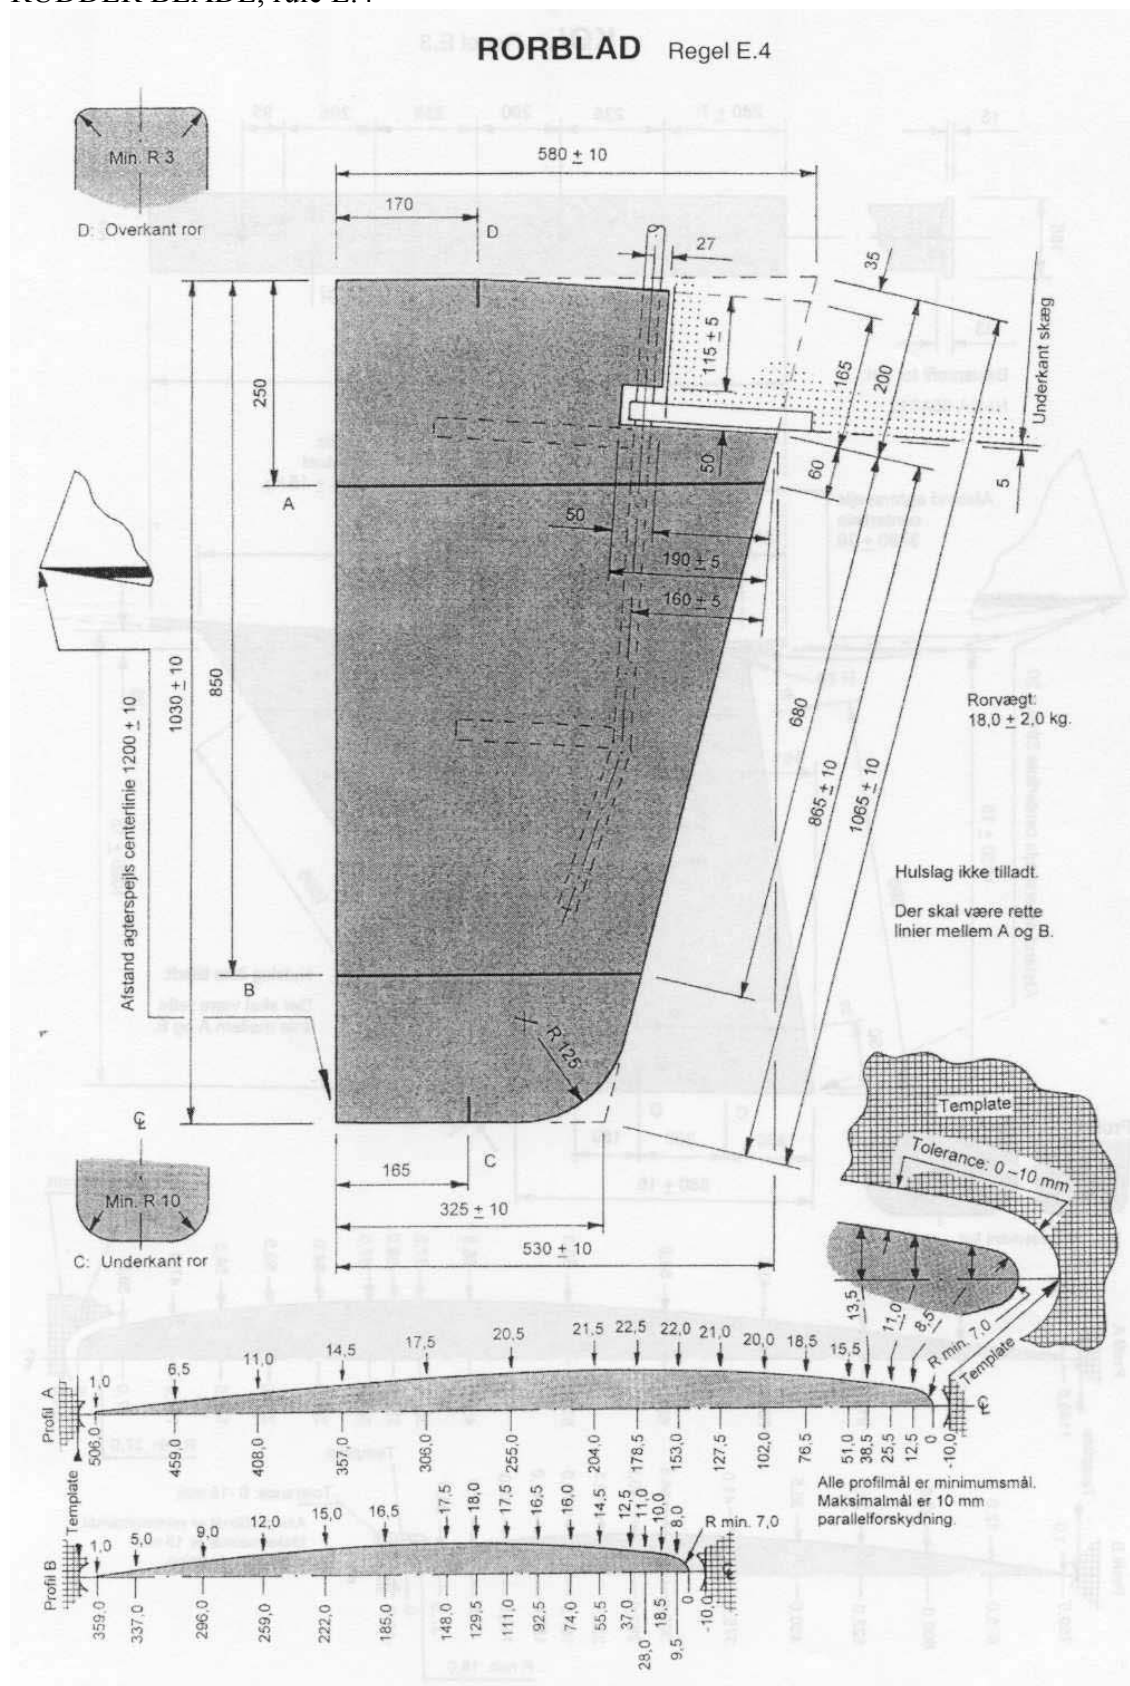 RORBLAD Regel E.4
580 ± 10
Min. R 3
170
D
D: Overkant ror
27
35
115 ± 5
165
200
Underkant skæg
250
50
60
5
A
50
190 ± 5
160 ± 5
Afstand agterspejls centerlinie 1200 ± 10
1030 ± 10
850
680
865 ± 10
1065 ± 10
Rorvægt:
18,0 ± 2,0 kg.
Hulslag ikke tilladt.
Der skal være rette
linier mellem A og B.
B
R 125
Template
Tolerance: 0 –10 mm
165
C
Min. R 10
325 ± 10
530 ± 10
C: Underkant ror
13,5
11,0
8,5
R min. 7,0
Template
Profil A
1,0 6,5 11,0 14,5 17,5 20,5 21,5 22,5 22,0 21,0 20,0 18,5 15,5
506,0 459,0 408,0 357,0 306,0 255,0 204,0 178,5 153,0 127,5 102,0 76,5 51,0 38,5 25,5 12,5 0 -10,0
Alle profilmål er minimumsmål.
Maksimalmål er 10 mm
parallelforskydning.
Template
Profil B
1,0 5,0 9,0 12,0 15,0 16,5 17,5 18,0 17,5 16,5 16,0 14,5 12,5 11,0 10,0 8,0
R min. 7,0
359,0 337,0 296,0 259,0 222,0 185,0 148,0 129,5 111,0 92,5 74,0 55,5 37,0 28,0 18,5 9,5 0 -10,0